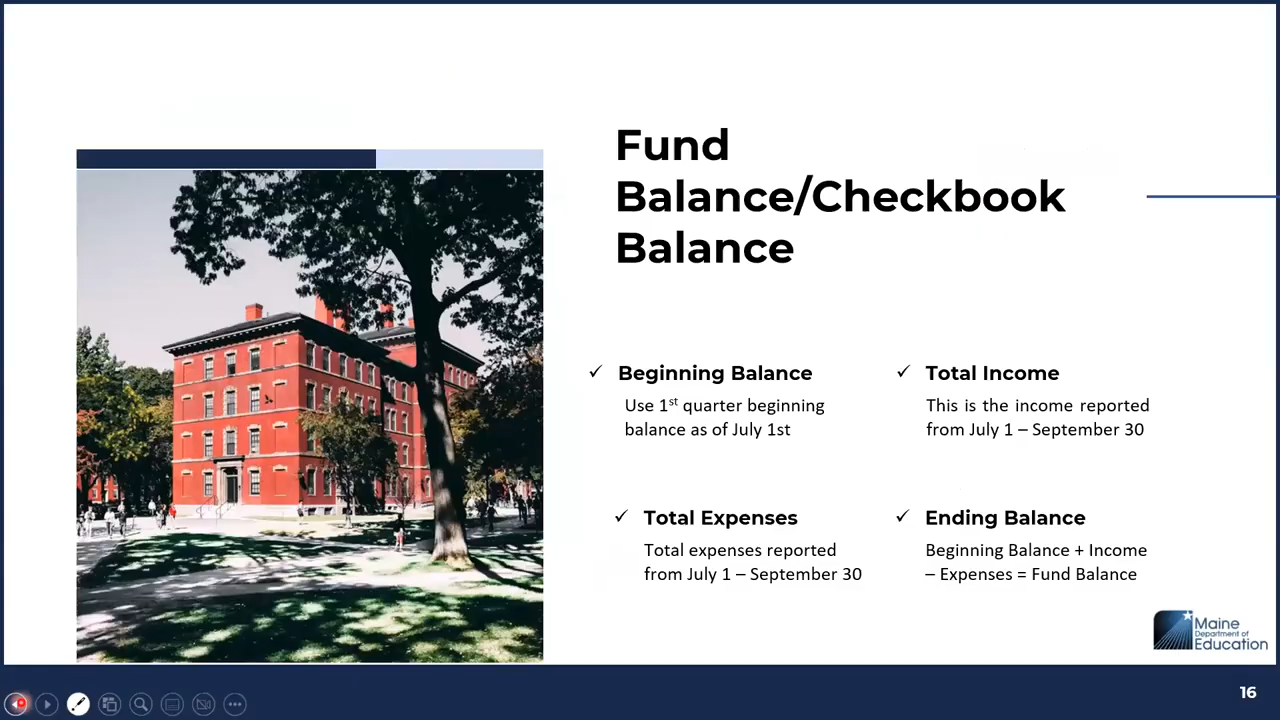 Fund
Balance/Checkbook
Balance
✓ Beginning Balance
Use 1st quarter beginning
balance as of July 1st
✓ Total Income
This is the income reported
from July 1 – September 30
✓ Total Expenses
Total expenses reported
from July 1 – September 30
✓ Ending Balance
Beginning Balance + Income
– Expenses = Fund Balance
Maine
Department of
Education
16